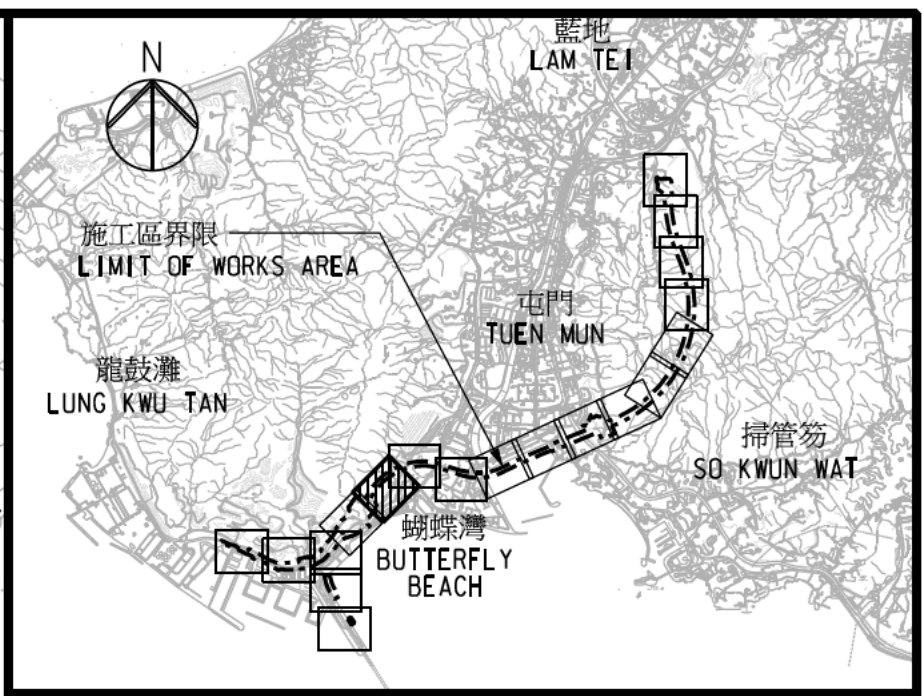 藍地
LAM TEI
N
施工區界限
LIMIT OF WORKS AREA
屯門
TUEN MUN
龍鼓灘
LUNG KWU TAN
掃管笏
SO KWUN WAT
蝴蝶灣
BUTTERFLY
BEACH